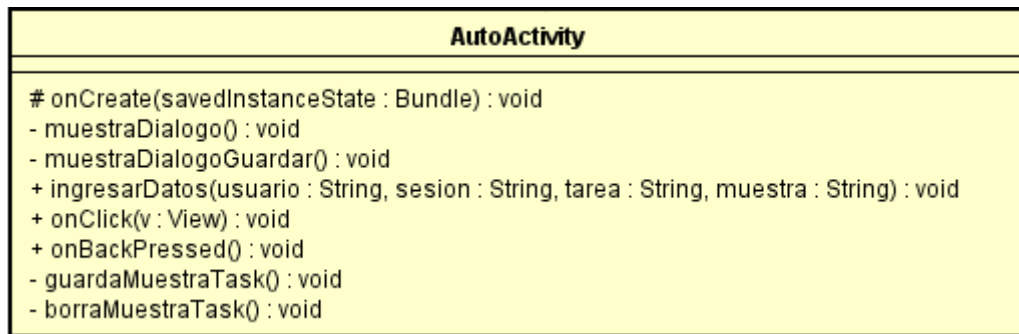 AutoActivity
# onCreate(savedInstanceState : Bundle) : void
- muestraDialogo() : void
- muestraDialogoGuardar() : void
+ ingresarDatos(usuario : String, sesion : String, tarea : String, muestra : String) : void
+ onClick(v : View) : void
+ onBackPressed() : void
- guardaMuestraTask() : void
- borraMuestraTask() : void